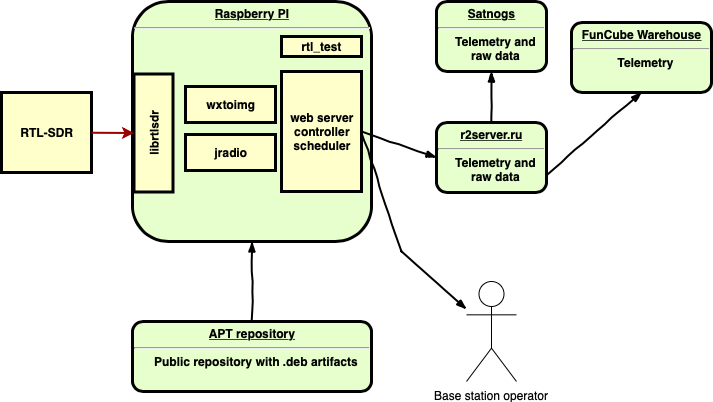 Raspberry PI
rtl_test
RTL-SDR
librtlsdr
wxtoimg
jradio
web server
controller
scheduler
Satnogs
Telemetry and
raw data
FunCube Warehouse
Telemetry
r2server.ru
Telemetry and
raw data
APT repository
Public repository with .deb artifacts
Base station operator